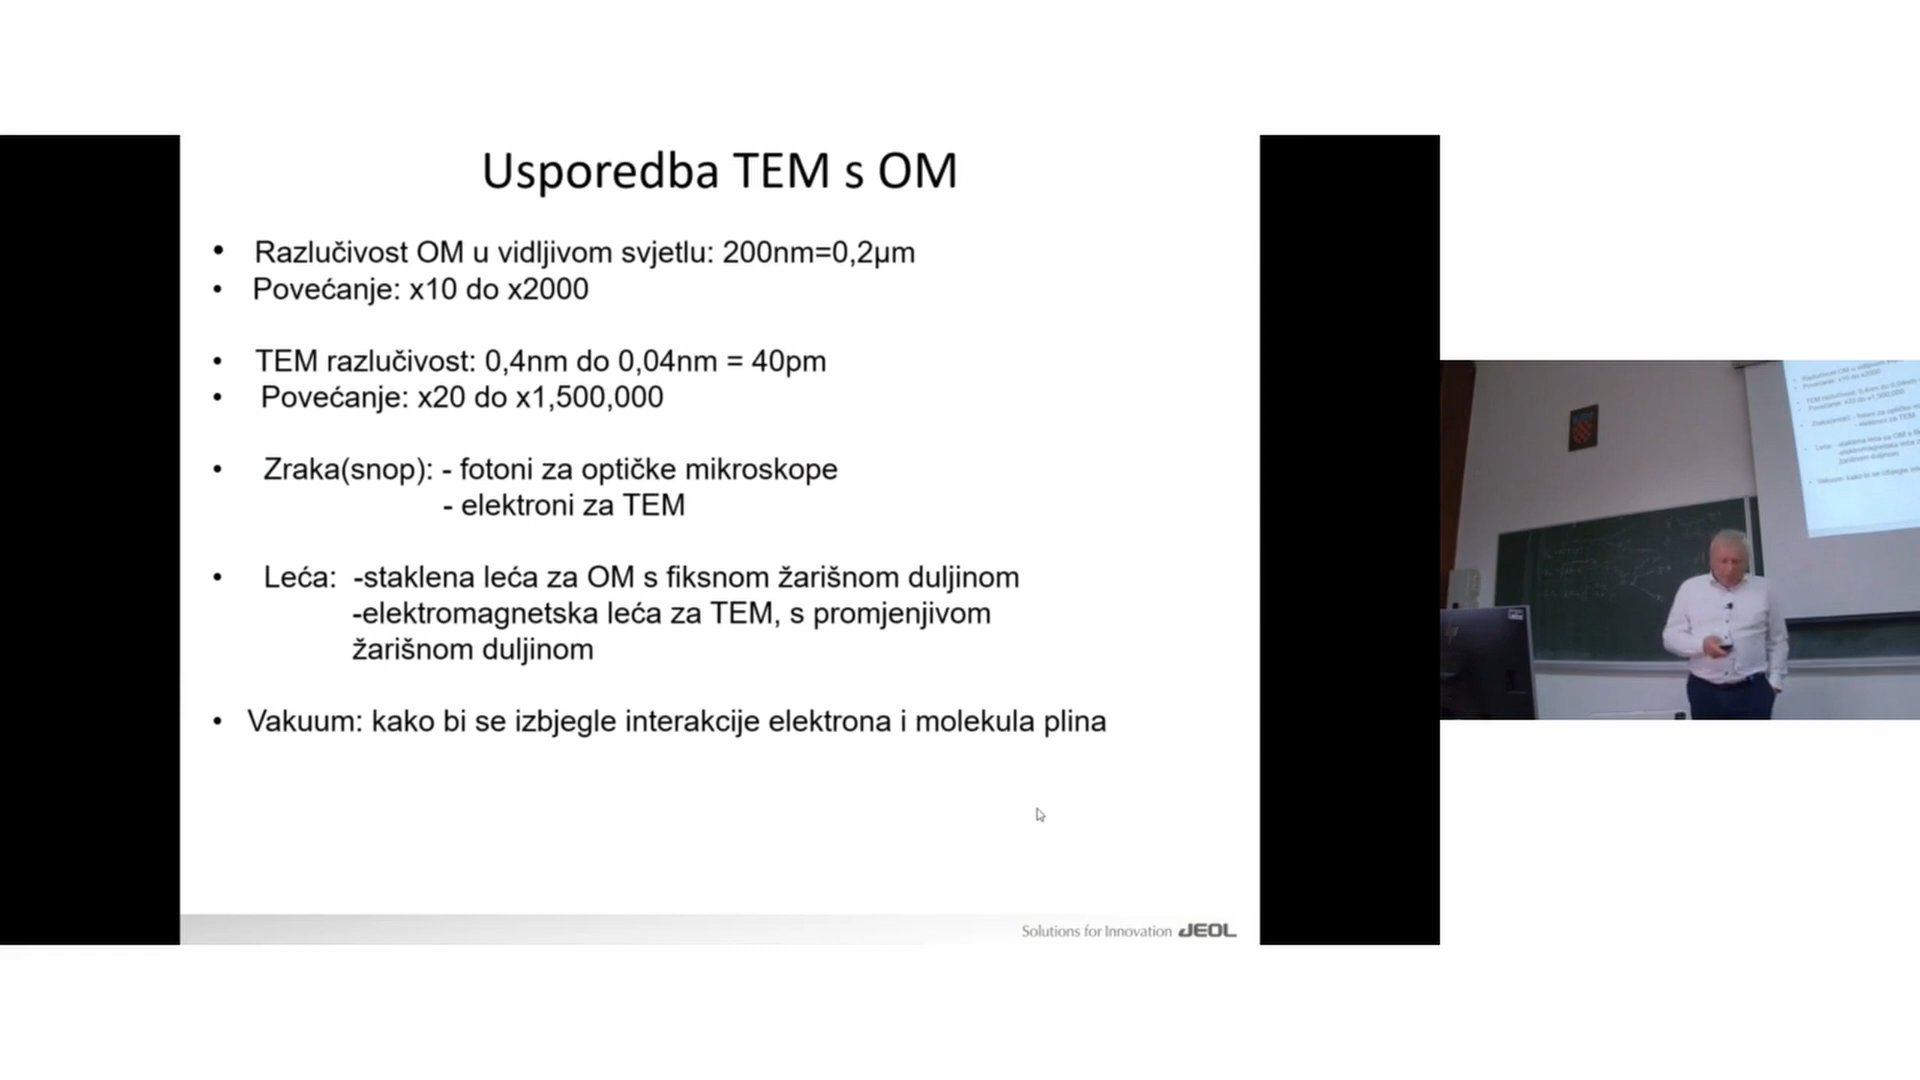 Usporedba TEM s OM
• Razlučivost OM u vidljivom svjetlu: 200nm=0,2µm
• Povećanje: x10 do x2000
• TEM razlučivost: 0,4nm do 0,04nm = 40pm
• Povećanje: x20 do x1,500,000
• Zraka(snop): - fotoni za optičke mikroskope
- elektroni za TEM
• Leća: -staklena leća za OM s fiksnom žarišnom duljinom
-elektromagnetska leća za TEM, s promjenjivom
žarišnom duljinom
• Vakuum: kako bi se izbjegle interakcije elektrona i molekula plina
Solutions for Innovation JEOL